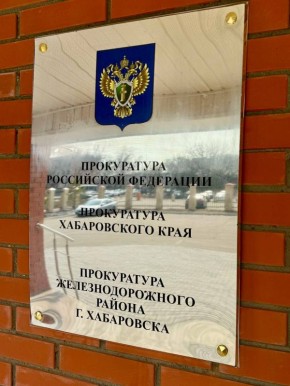 ПРОКУРАТУРА
РОССИЙСКОЙ ФЕДЕРАЦИИ
ПРОКУРАТУРА
ХАБАРОВСКОГО КРАЯ
ПРОКУРАТУРА
ЖЕЛЕЗНОДОРОЖНОГО
РАЙОНА
Г. ХАБАРОВСКА